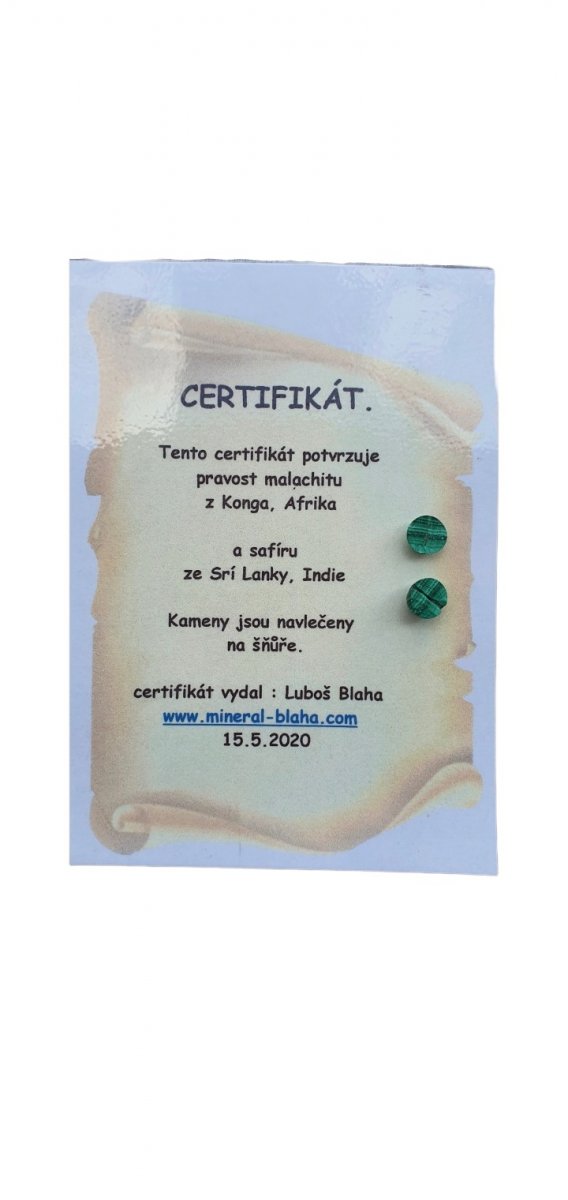 CERTIFIKÁT.
Tento certifikát potvrzuje
pravost malachitu
z Konga, Afrika
a safíru
ze Srí Lanky, Indie
Kameny jsou navlečeny
na šňůře.
certifikát vydal : Luboš Blaha
www.mineral-blaha.com
15.5.2020